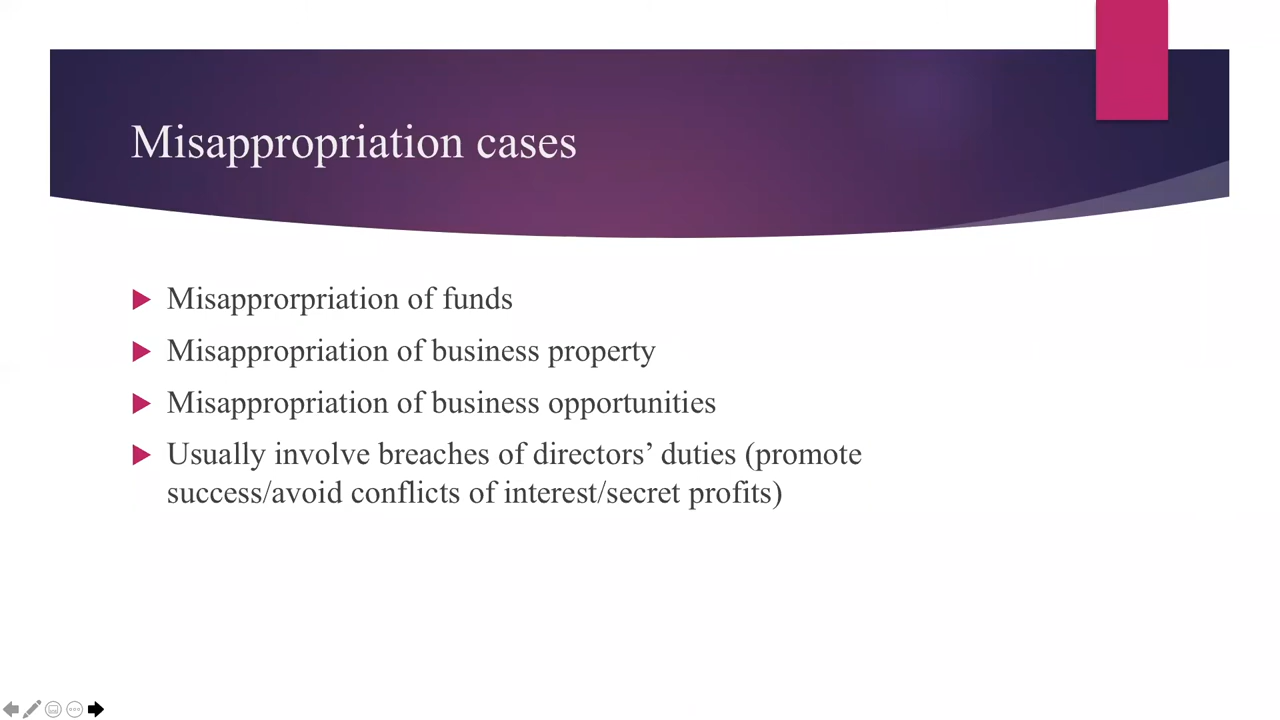 Misappropriation cases
Misapprorpriation of funds
Misappropriation of business property
Misappropriation of business opportunities
Usually involve breaches of directors’ duties (promote
success/avoid conflicts of interest/secret profits)